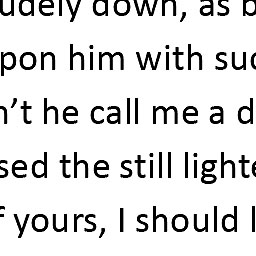 udely down, as b
pon him with suc
n't he call me a d
sed the still lighte
f yours, I should l